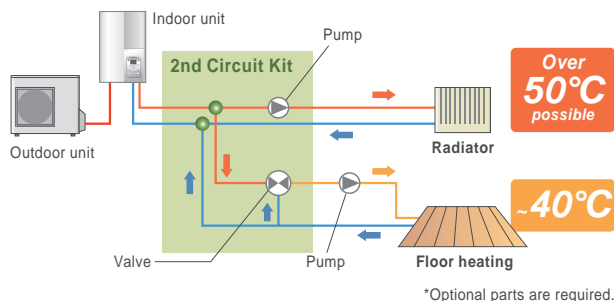 Indoor unit
Pump
2nd Circuit Kit
Over
50°C
possible
Outdoor unit
Radiator
~40°C
Valve
Pump
Floor heating
*Optional parts are required.